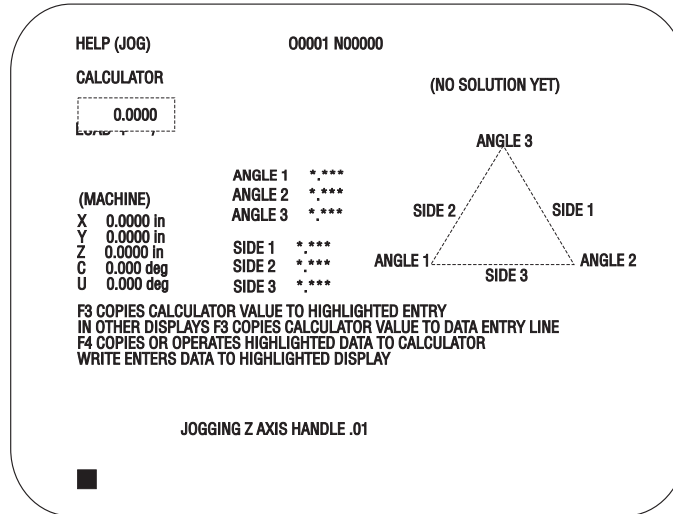 HELP (JOG) O0001 N00000
CALCULATOR
(NO SOLUTION YET)
0.0000
ANGLE 3
ANGLE 1 *.***
ANGLE 2 *.***
ANGLE 3 *.***
(MACHINE)
X 0.0000 in
Y 0.0000 in
Z 0.0000 in
C 0.000 deg
U 0.000 deg
SIDE 1 *.***
SIDE 2 *.***
SIDE 3 *.***
SIDE 2 SIDE 1
ANGLE 1 ANGLE 2
SIDE 3
F3 COPIES CALCULATOR VALUE TO HIGHLIGHTED ENTRY
IN OTHER DISPLAYS F3 COPIES CALCULATOR VALUE TO DATA ENTRY LINE
F4 COPIES OR OPERATES HIGHLIGHTED DATA TO CALCULATOR
WRITE ENTERS DATA TO HIGHLIGHTED DISPLAY
JOGGING Z AXIS HANDLE .01